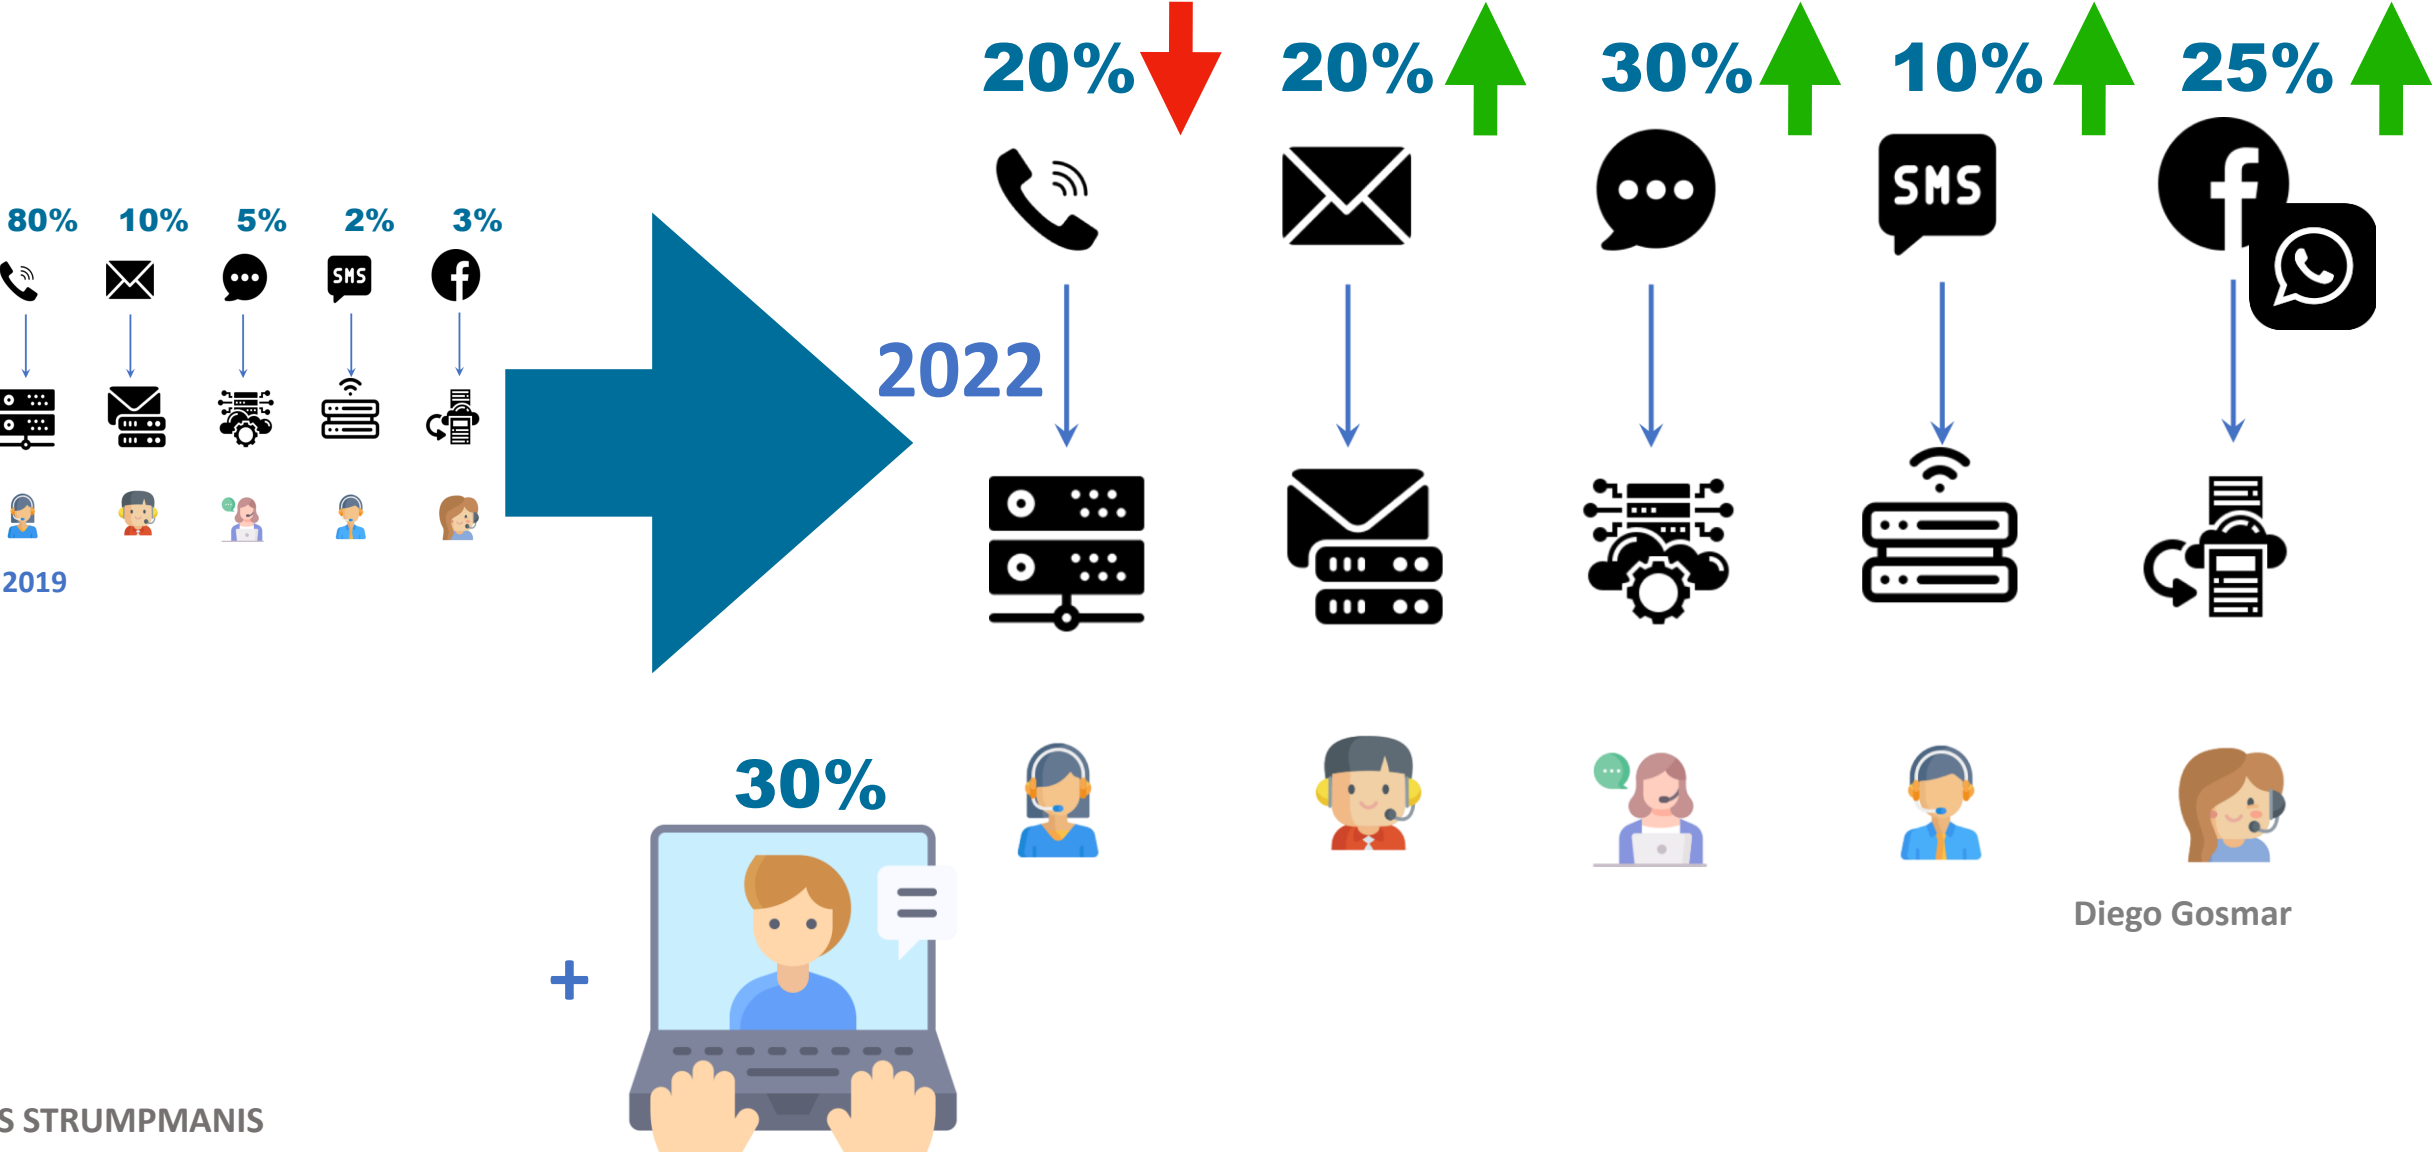 20% 20% 30% 10% 25%
80% 10% 5% 2% 3%
SMS
SMS
2022
2019
30%
+
Diego Gosmar
S STRUMPMANIS